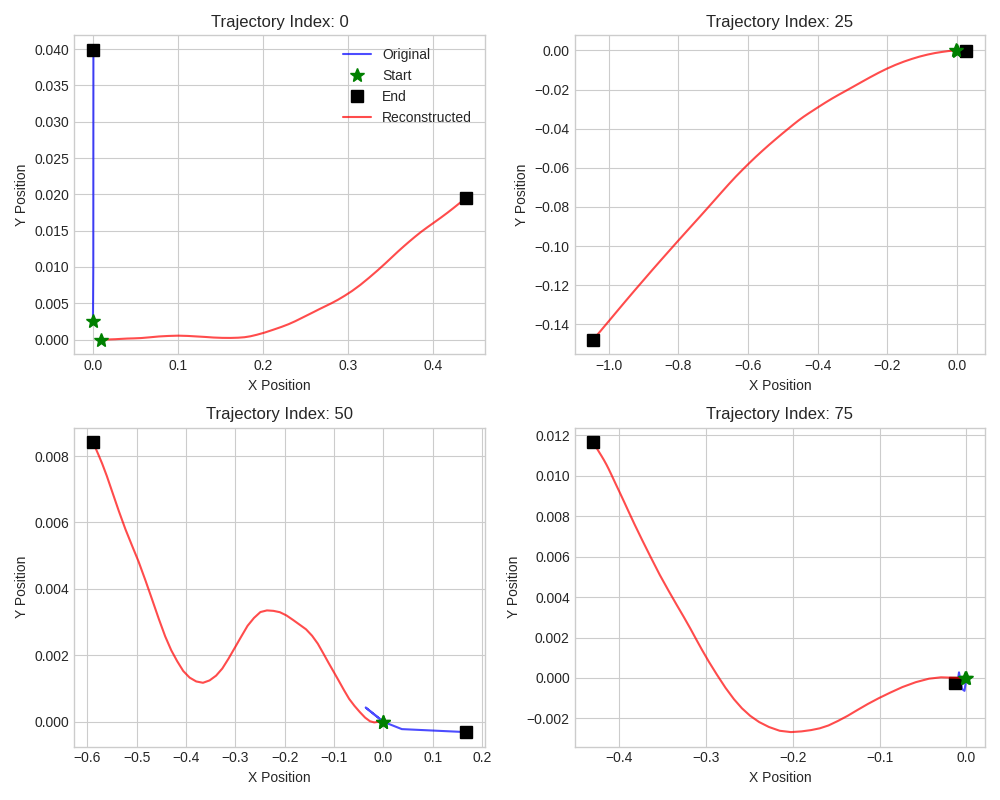 Trajectory Index: 0
0.040
0.035
0.030
0.025
0.020
0.015
0.010
0.005
0.000
Y Position
Original
Start
End
Reconstructed
0.0 0.1 0.2 0.3 0.4
X Position
Trajectory Index: 25
0.00
−0.02
−0.04
−0.06
−0.08
−0.10
−0.12
−0.14
Y Position
−1.0 −0.8 −0.6 −0.4 −0.2 0.0
X Position
Trajectory Index: 50
0.008
0.006
0.004
0.002
0.000
Y Position
−0.6 −0.5 −0.4 −0.3 −0.2 −0.1 0.0 0.1 0.2
X Position
Trajectory Index: 75
0.012
0.010
0.008
0.006
0.004
0.002
0.000
−0.002
Y Position
−0.4 −0.3 −0.2 −0.1 0.0
X Position